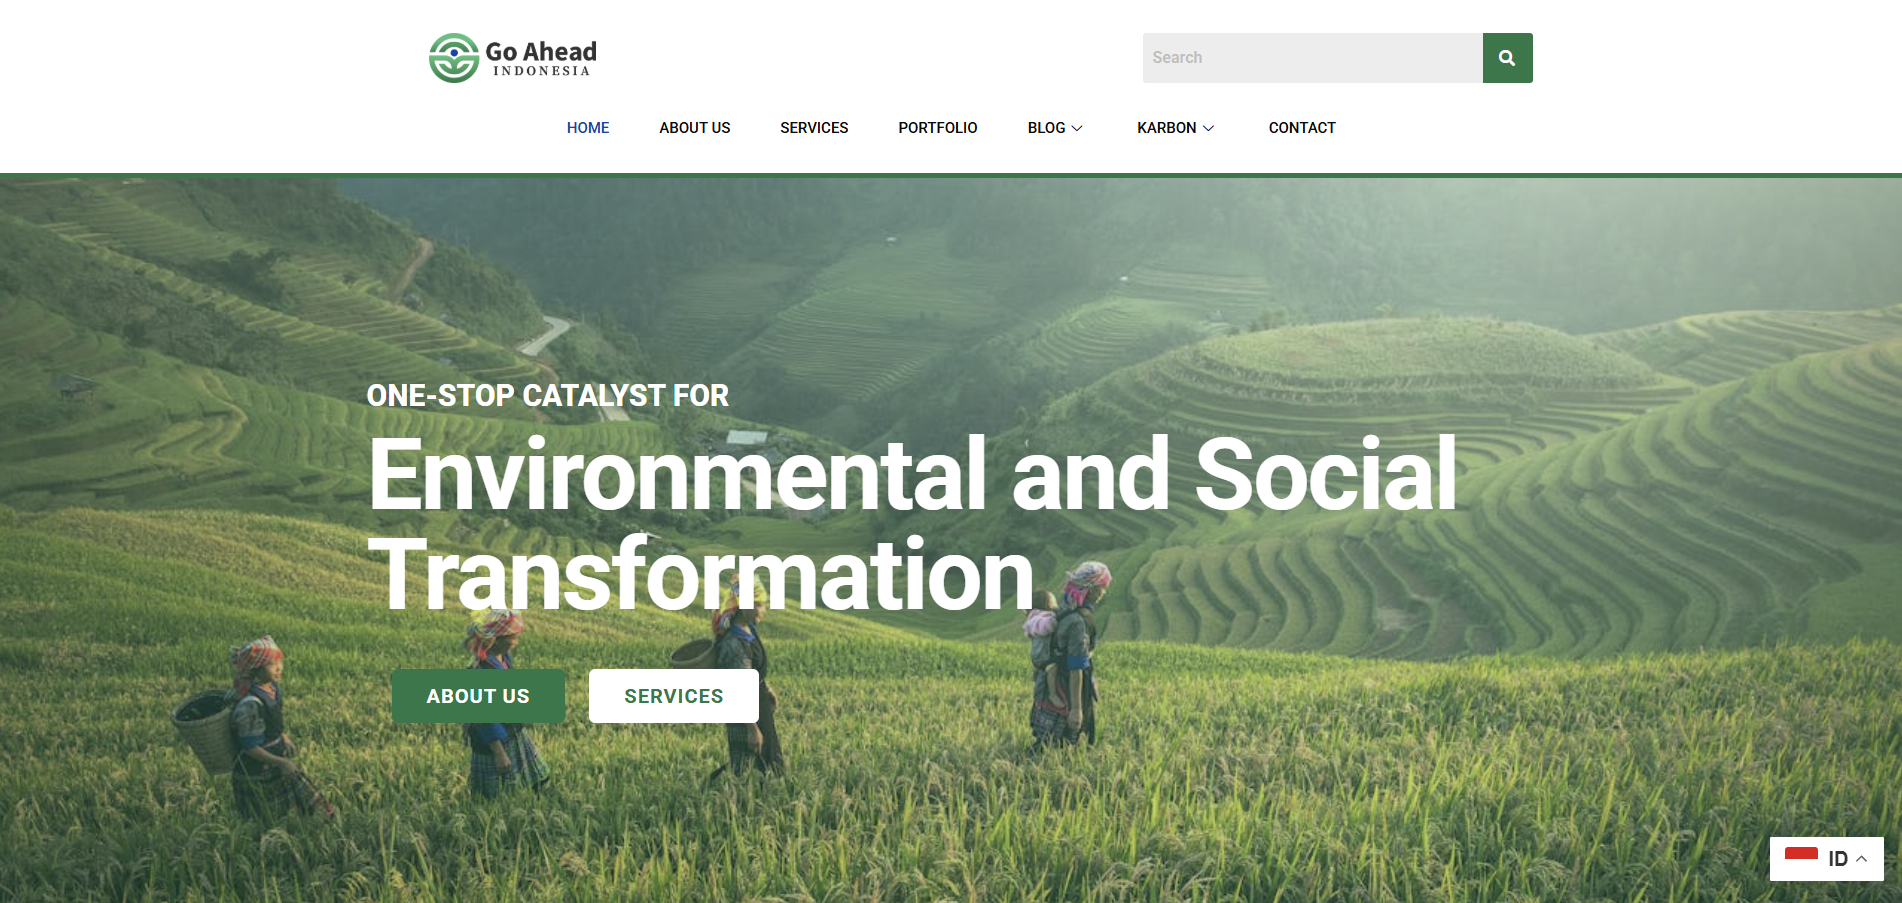 Go Ahead
INDONESIA
Search
HOME ABOUT US SERVICES PORTFOLIO BLOG KARBON CONTACT
ONE-STOP CATALYST FOR
Environmental and Social
Transformation
ABOUT US SERVICES
ID